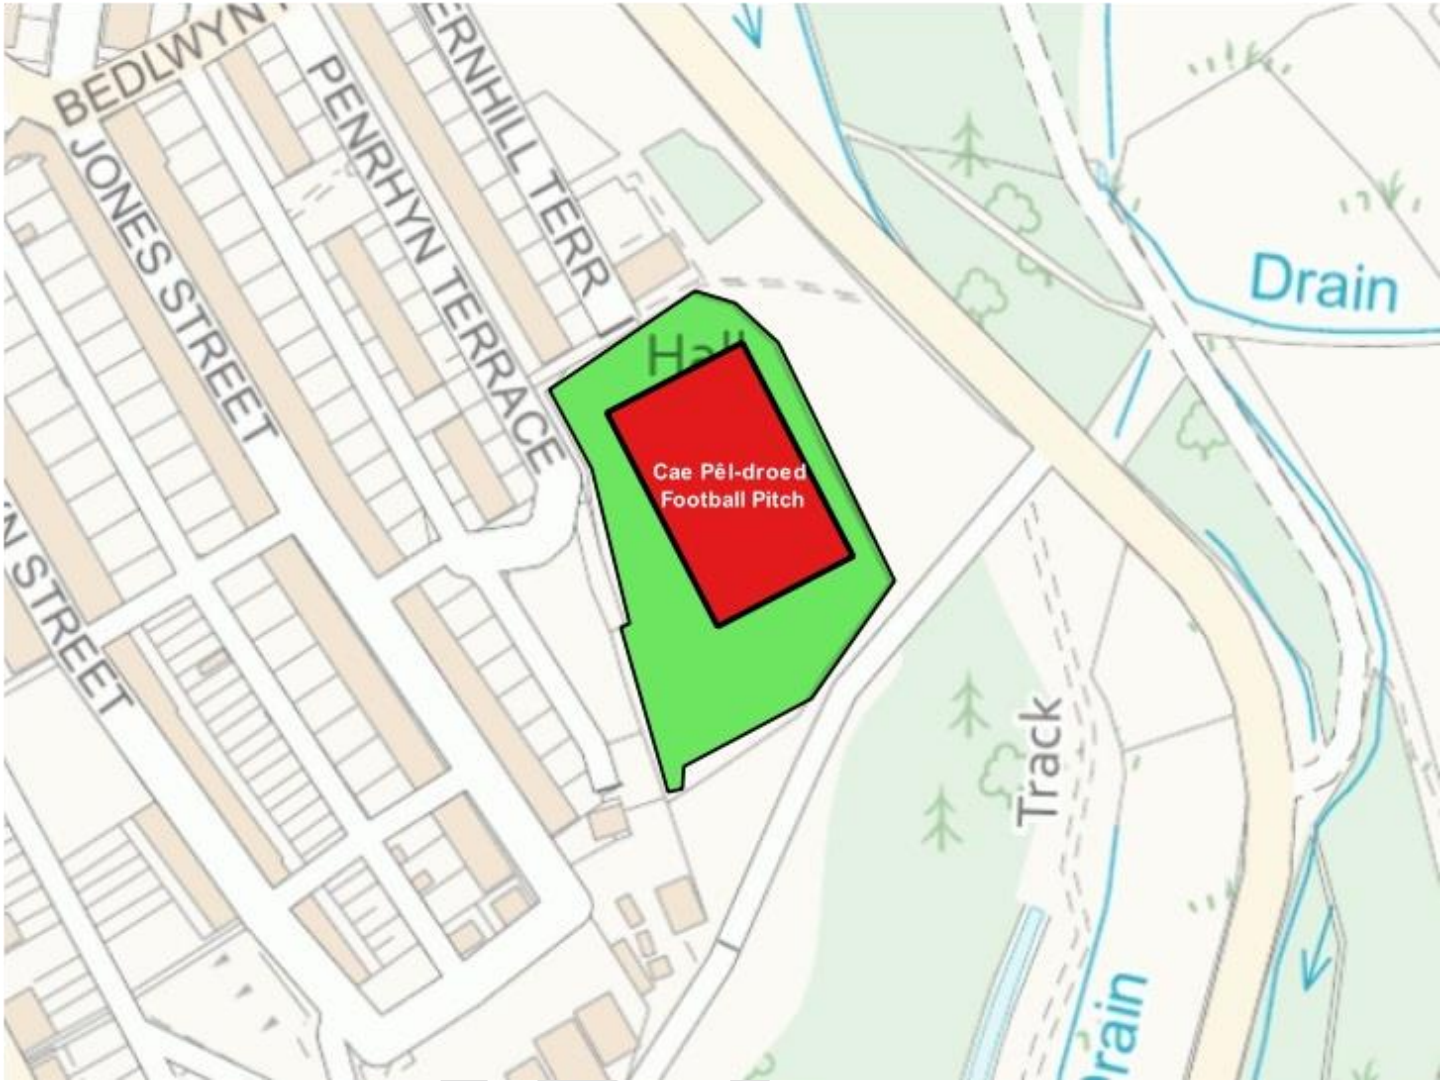 BEDLWYN
ERNHILL TERR
PENRHYN TERRACE
JONES STREET
N STREET
Hall
Cae Pêl-droed
Football Pitch
Drain
Track
Drain